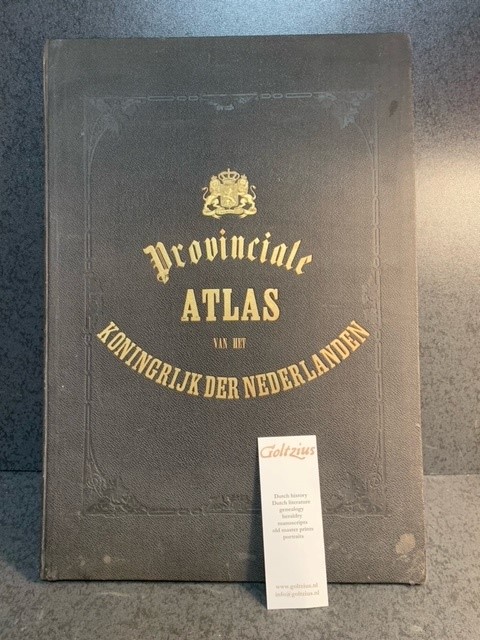 Provinciale
ATLAS
VAN HET
KONINGRIJK DER NEDERLANDEN
Goltzius
Dutch history
Dutch literature
genealogy
heraldry
manuscripts
old master prints
portraits
www.goltzius.nl
info@goltzius.nl